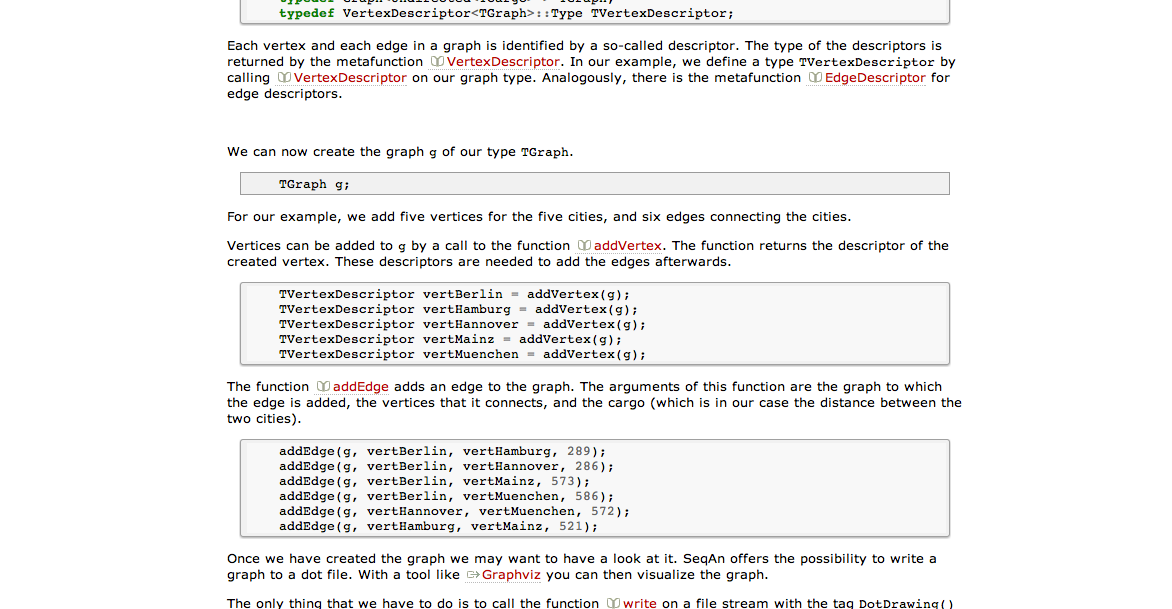 typedef VertexDescriptor<TGraph>::Type TVertexDescriptor;
Each vertex and each edge in a graph is identified by a so-called descriptor. The type of the descriptors is
returned by the metafunction VertexDescriptor. In our example, we define a type TVertexDescriptor by
calling VertexDescriptor on our graph type. Analogously, there is the metafunction EdgeDescriptor for
edge descriptors.
We can now create the graph g of our type TGraph.
TGraph g;
For our example, we add five vertices for the five cities, and six edges connecting the cities.
Vertices can be added to g by a call to the function addVertex. The function returns the descriptor of the
created vertex. These descriptors are needed to add the edges afterwards.
TVertexDescriptor vertBerlin = addVertex(g);
TVertexDescriptor vertHamburg = addVertex(g);
TVertexDescriptor vertHannover = addVertex(g);
TVertexDescriptor vertMainz = addVertex(g);
TVertexDescriptor vertMuenchen = addVertex(g);
The function addEdge adds an edge to the graph. The arguments of this function are the graph to which
the edge is added, the vertices that it connects, and the cargo (which is in our case the distance between the
two cities).
addEdge(g, vertBerlin, vertHamburg, 289);
addEdge(g, vertBerlin, vertHannover, 286);
addEdge(g, vertBerlin, vertMainz, 573);
addEdge(g, vertBerlin, vertMuenchen, 586);
addEdge(g, vertHannover, vertMuenchen, 572);
addEdge(g, vertHamburg, vertMainz, 521);
Once we have created the graph we may want to have a look at it. SeqAn offers the possibility to write a
graph to a dot file. With a tool like Graphviz you can then visualize the graph.
The only thing that we have to do is to call the function write on a file stream with the tag DotDrawing()